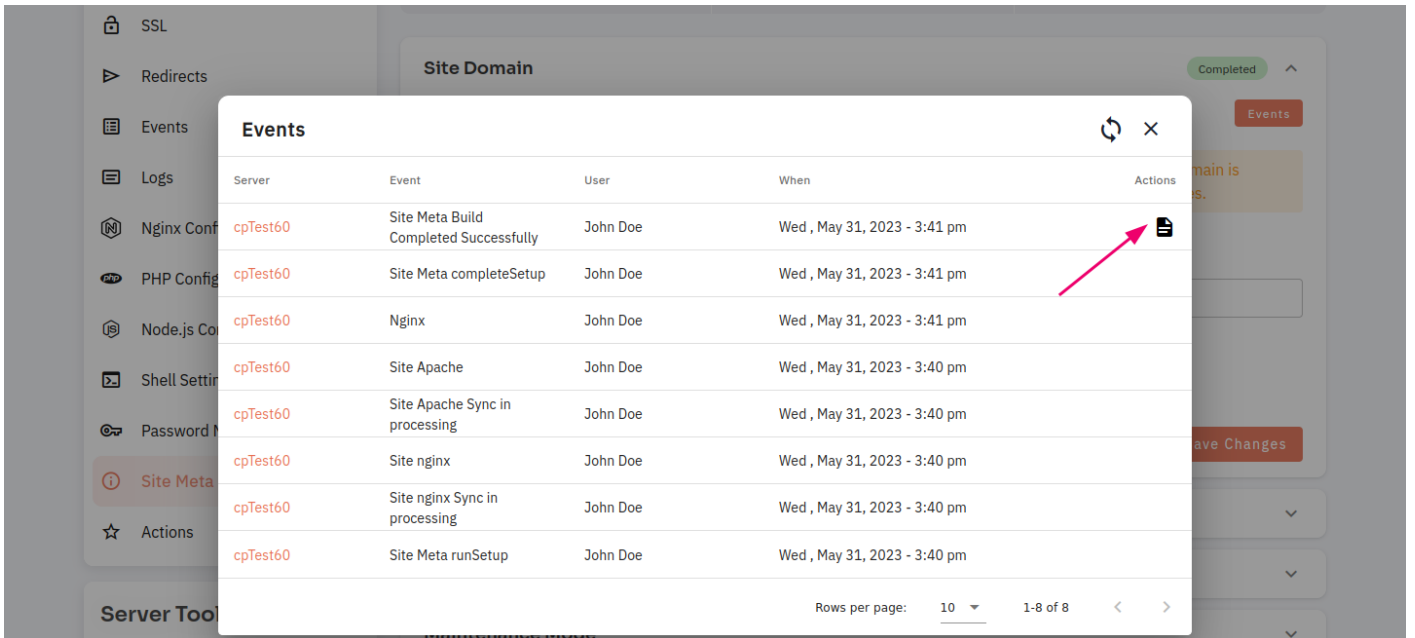 SSL
Site Domain
Completed
Redirects
Events
Events
Events
main is
es.
Logs
Server
Event
User
When
Actions
Nginx Conf
cpTest60
Site Meta Build
Completed Successfully
John Doe
Wed , May 31, 2023 - 3:41 pm
php
PHP Config
cpTest60
Site Meta completeSetup
John Doe
Wed , May 31, 2023 - 3:41 pm
Node.js Co
cpTest60
Nginx
John Doe
Wed , May 31, 2023 - 3:41 pm
Shell Settin
cpTest60
Site Apache
John Doe
Wed , May 31, 2023 - 3:40 pm
Password M
cpTest60
Site Apache Sync in
processing
John Doe
Wed , May 31, 2023 - 3:40 pm
ave Changes
Site Meta
cpTest60
Site nginx
John Doe
Wed , May 31, 2023 - 3:40 pm
cpTest60
Site nginx Sync in
processing
John Doe
Wed , May 31, 2023 - 3:40 pm
Actions
cpTest60
Site Meta runSetup
John Doe
Wed , May 31, 2023 - 3:40 pm
Server Tool
Rows per page:
10
1-8 of 8
Maintenance Mode